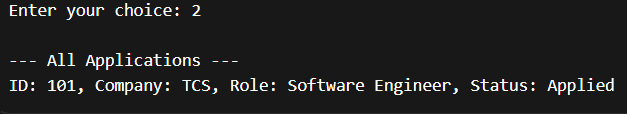 Enter your choice: 2
--- All Applications ---
ID: 101, Company: TCS, Role: Software Engineer, Status: Applied